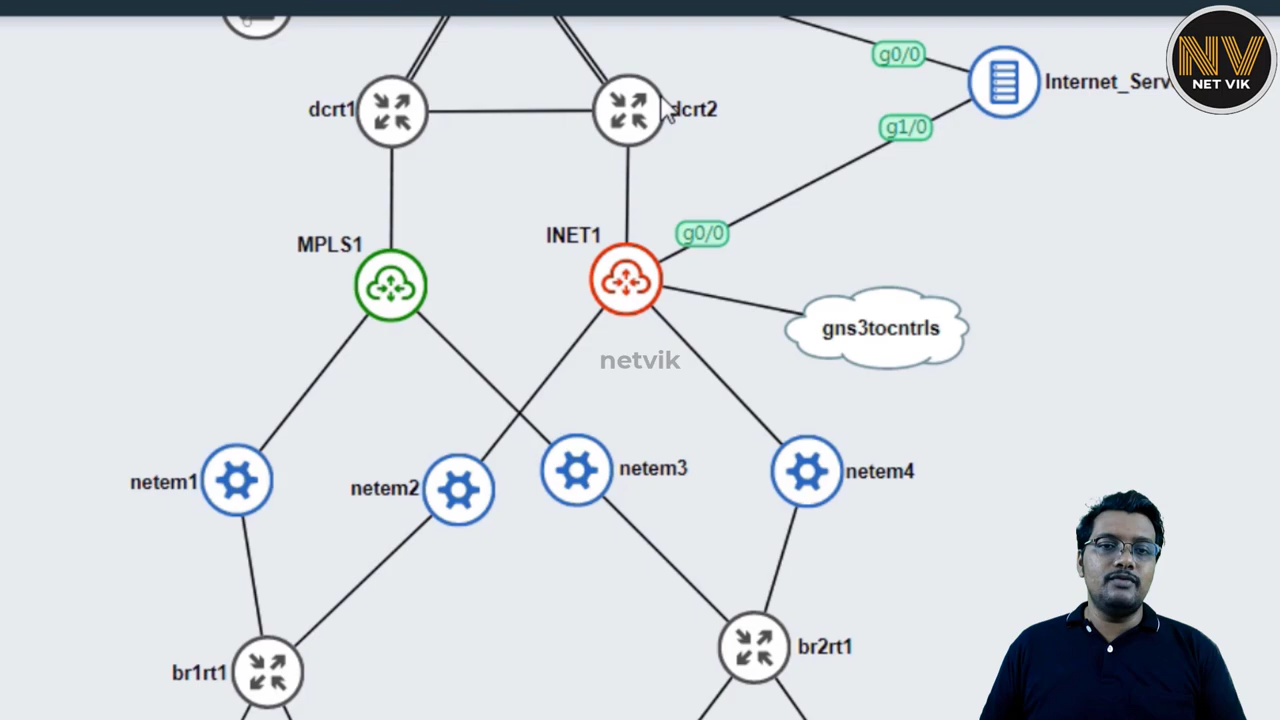 g0/0
Internet_Serv
NV
NET VIK
dcrt1
dcrt2
g1/0
MPLS1
INET1
g0/0
gns3tocntrls
netvik
netem1
netem2
netem3
netem4
br1rt1
br2rt1